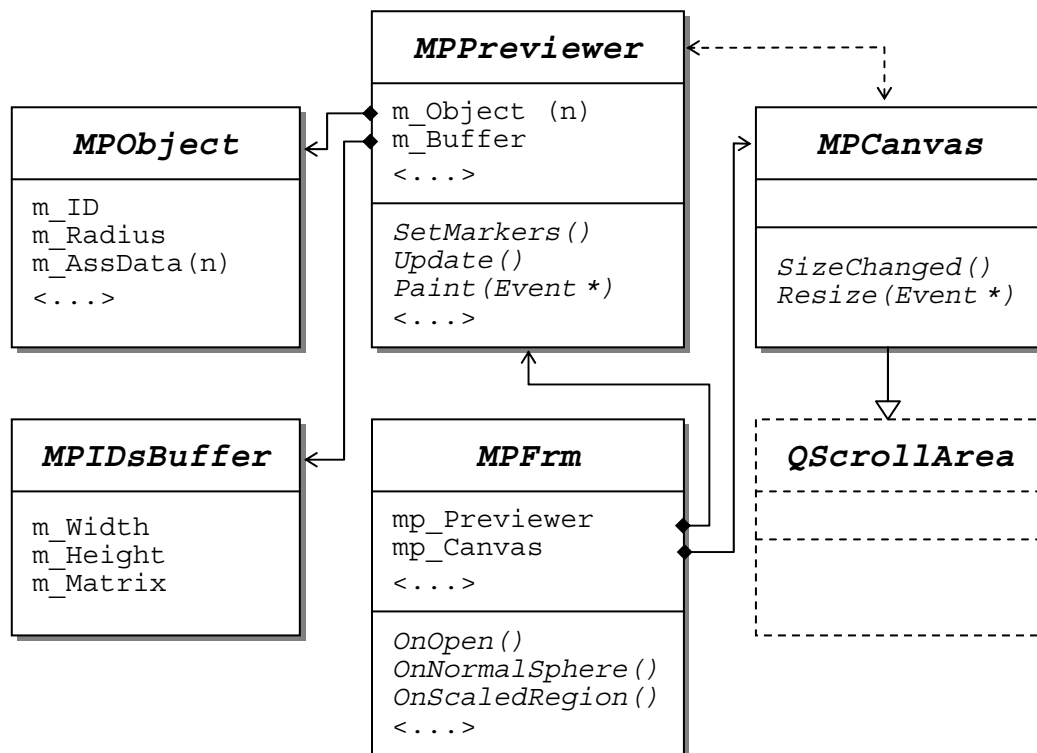 MPPreviewer
m_Object (n)
m_Buffer
<...>
SetMarkers()
Update()
Paint(Event *)
<...>
MPObject
m_ID
m_Radius
m_AssData(n)
<...>
MPCanvas
SizeChanged()
Resize(Event *)
MPIDsBuffer
m_Width
m_Height
m_Matrix
MPFrm
mp_Previewer
mp_Canvas
<...>
OnOpen()
OnNormalSphere()
OnScaledRegion()
<...>
QScrollArea